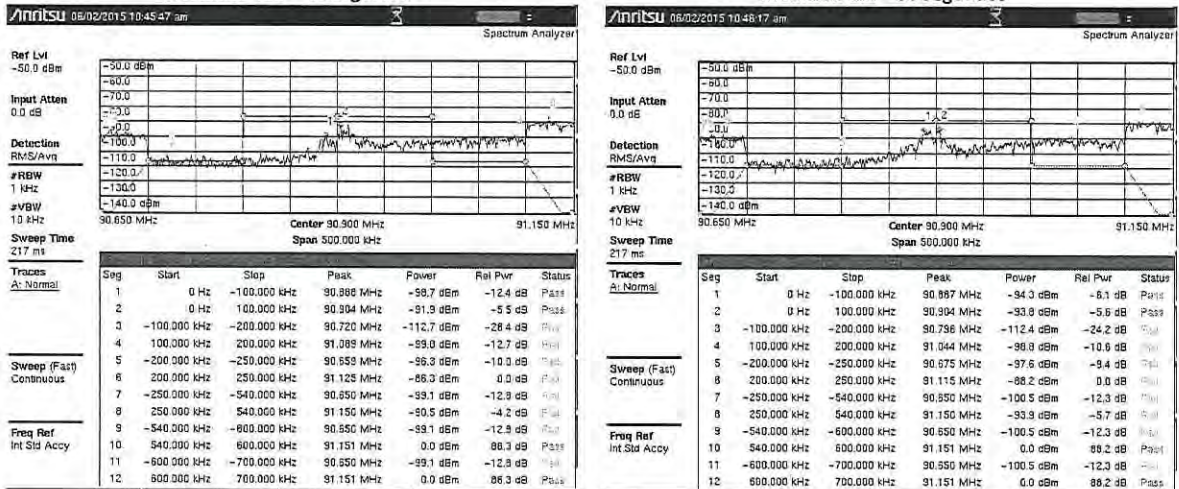 Anritsu 06/02/2015 10:45:47 am
Spectrum Analyzer
Ref Lvl
-50.0 dBm
Input Atten
0.0 dB
Detection
RMS/Avg
#RBW
1 kHz
#VBW
10 kHz
Sweep Time
217 ms
Traces
A: Normal
Sweep (Fast)
Continuous
Freq Ref
Int Std Accy
-50.0 dBm
-60.0
-70.0
-100.0
-110.0
-120.0
-130.0
-140.0 dBm
1 2
90.650 MHz Center 90.900 MHz 91.150 MHz
Span 500.000 kHz
Seg Start Stop Peak Power Rel Pwr Status
1 0 Hz -100.000 kHz 90.888 MHz -98.7 dBm -12.4 dB Pass
2 0 Hz 100.000 kHz 90.904 MHz -91.9 dBm -5.5 dB Pass
3 -100.000 kHz -200.000 kHz 90.720 MHz -112.7 dBm -26.4 dB
4 100.000 kHz 200.000 kHz 91.089 MHz -99.0 dBm -12.7 dB
5 -200.000 kHz -250.000 kHz 90.659 MHz -96.3 dBm -10.0 dB
6 200.000 kHz 250.000 kHz 91.125 MHz -86.3 dBm 0.0 dB
7 -250.000 kHz -540.000 kHz 90.650 MHz -99.1 dBm -12.8 dB
8 250.000 kHz 540.000 kHz 91.150 MHz -90.5 dBm -4.2 dB
9 -540.000 kHz -600.000 kHz 90.650 MHz -99.1 dBm -12.8 dB
10 540.000 kHz 600.000 kHz 91.151 MHz 0.0 dBm 86.3 dB Pass
11 -600.000 kHz -700.000 kHz 90.650 MHz -99.1 dBm -12.8 dB
12 600.000 kHz 700.000 kHz 91.151 MHz 0.0 dBm 86.3 dB Pass
Anritsu 06/02/2015 10:48:17 am
Spectrum Analyzer
Ref Lvl
-50.0 dBm
Input Atten
0.0 dB
Detection
RMS/Avg
#RBW
1 kHz
#VBW
10 kHz
Sweep Time
217 ms
Traces
A: Normal
Sweep (Fast)
Continuous
Freq Ref
Int Std Accy
-50.0 dBm
-60.0
-70.0
-80.0
-110.0
-120.0
-130.0
-140.0 dBm
1 2
90.650 MHz Center 90.900 MHz 91.150 MHz
Span 500.000 kHz
Seg Start Stop Peak Power Rel Pwr Status
1 0 Hz -100.000 kHz 90.887 MHz -94.3 dBm -6.1 dB Pass
2 0 Hz 100.000 kHz 90.904 MHz -93.8 dBm -5.6 dB Pass
3 -100.000 kHz -200.000 kHz 90.796 MHz -112.4 dBm -24.2 dB
4 100.000 kHz 200.000 kHz 91.044 MHz -98.8 dBm -10.6 dB
5 -200.000 kHz -250.000 kHz 90.675 MHz -97.6 dBm -9.4 dB
6 200.000 kHz 250.000 kHz 91.115 MHz -88.2 dBm 0.0 dB
7 -250.000 kHz -540.000 kHz 90.650 MHz -100.5 dBm -12.3 dB
8 250.000 kHz 540.000 kHz 91.150 MHz -93.9 dBm -5.7 dB
9 -540.000 kHz -600.000 kHz 90.650 MHz -100.5 dBm -12.3 dB
10 540.000 kHz 600.000 kHz 91.151 MHz 0.0 dBm 88.2 dB Pass
11 -600.000 kHz -700.000 kHz 90.650 MHz -100.5 dBm -12.3 dB
12 600.000 kHz 700.000 kHz 91.151 MHz 0.0 dBm 88.2 dB Pass